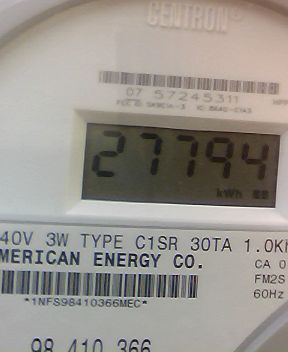 CENTRON®
07 57245311
27794
kWh
40V 3W TYPE C1SR 30TA 1.0K
MERICAN ENERGY CO.
CA 0
FM2S
60Hz
*1NFS98410366MEC*
98 410 366